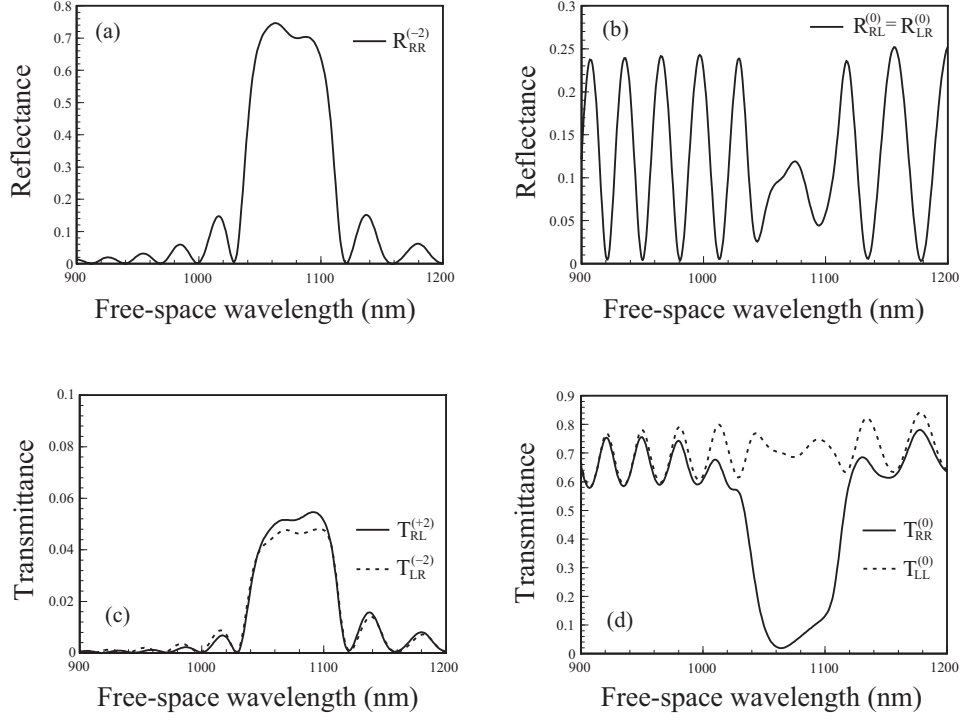 (a)
R_RR^(−2)
0.8
0.7
0.6
0.5
0.4
0.3
0.2
0.1
0
Reflectance
900 1000 1100 1200
Free-space wavelength (nm)
(b)
R_RL^(0) = R_LR^(0)
0.3
0.25
0.2
0.15
0.1
0.05
0
Reflectance
900 1000 1100 1200
Free-space wavelength (nm)
0.1
0.08
0.06
0.04
0.02
0
Transmittance
T_RL^(+2)
T_LR^(−2)
(c)
900 1000 1100 1200
Free-space wavelength (nm)
0.9
0.8
0.7
0.6
0.5
0.4
0.3
0.2
0.1
0
Transmittance
T_RR^(0)
T_LL^(0)
(d)
900 1000 1100 1200
Free-space wavelength (nm)